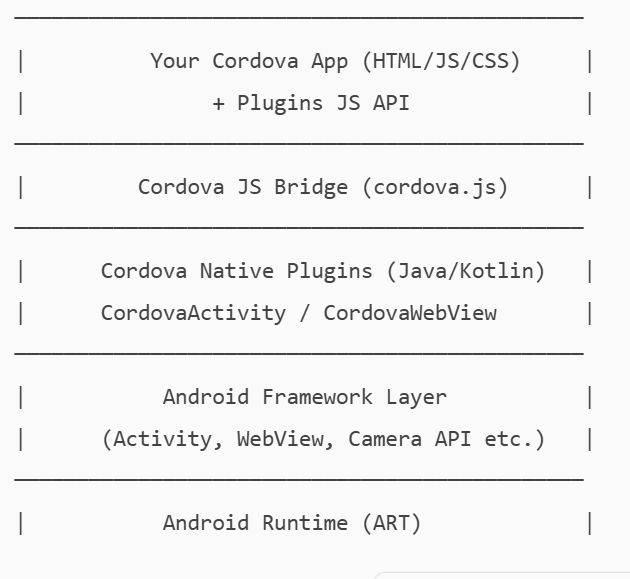 Your Cordova App (HTML/JS/CSS)
+ Plugins JS API
Cordova JS Bridge (cordova.js)
Cordova Native Plugins (Java/Kotlin)
CordovaActivity / CordovaWebView
Android Framework Layer
(Activity, WebView, Camera API etc.)
Android Runtime (ART)